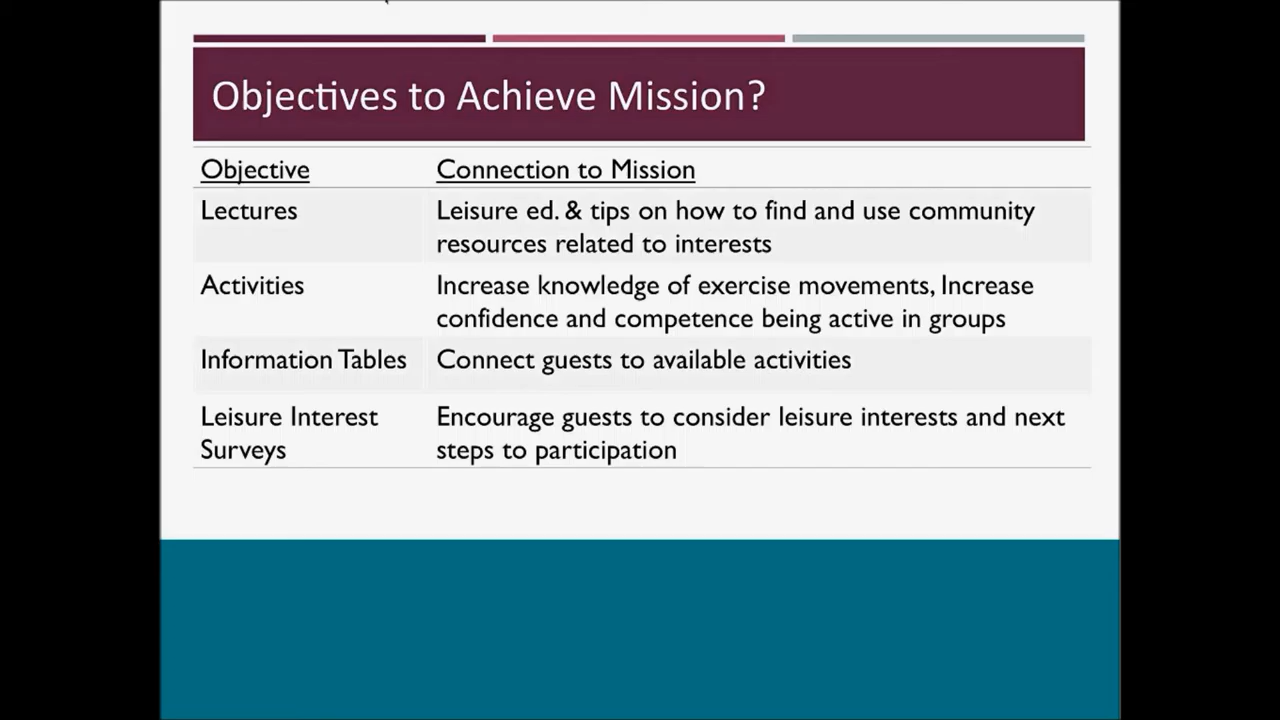 Objectives to Achieve Mission?
Objective
Connection to Mission
Lectures
Leisure ed. & tips on how to find and use community
resources related to interests
Activities
Increase knowledge of exercise movements, Increase
confidence and competence being active in groups
Information Tables
Connect guests to available activities
Leisure Interest
Surveys
Encourage guests to consider leisure interests and next
steps to participation